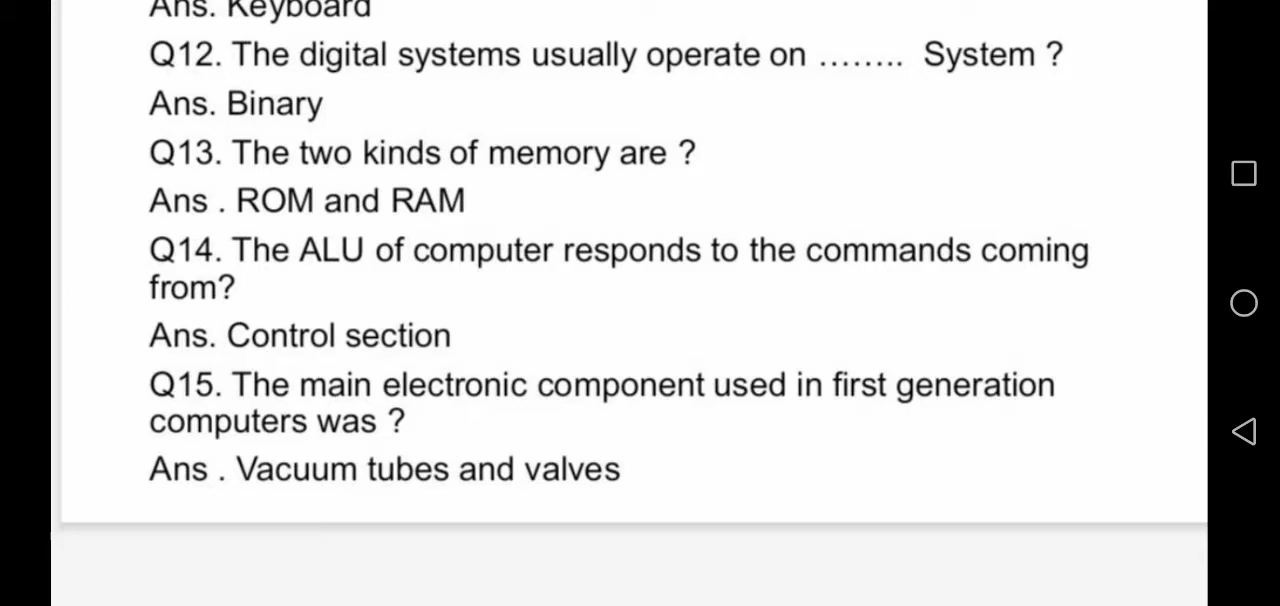 Ans. Keyboard
Q12. The digital systems usually operate on ........ System ?
Ans. Binary
Q13. The two kinds of memory are ?
Ans . ROM and RAM
Q14. The ALU of computer responds to the commands coming
from?
Ans. Control section
Q15. The main electronic component used in first generation
computers was ?
Ans . Vacuum tubes and valves